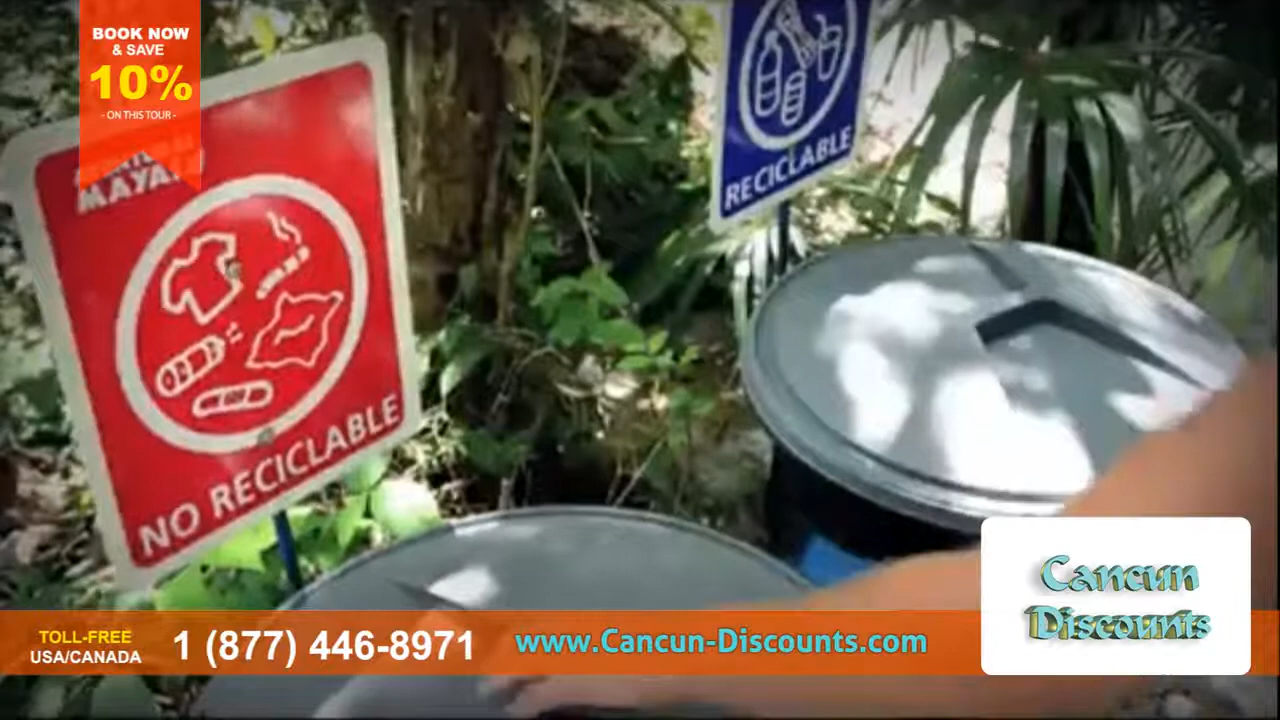 BOOK NOW
& SAVE
10%
- ON THIS TOUR -
MAYAN
NO RECICLABLE
RECICLABLE
TOLL-FREE
USA/CANADA
1 (877) 446-8971
www.Cancun-Discounts.com
Cancun
Discounts